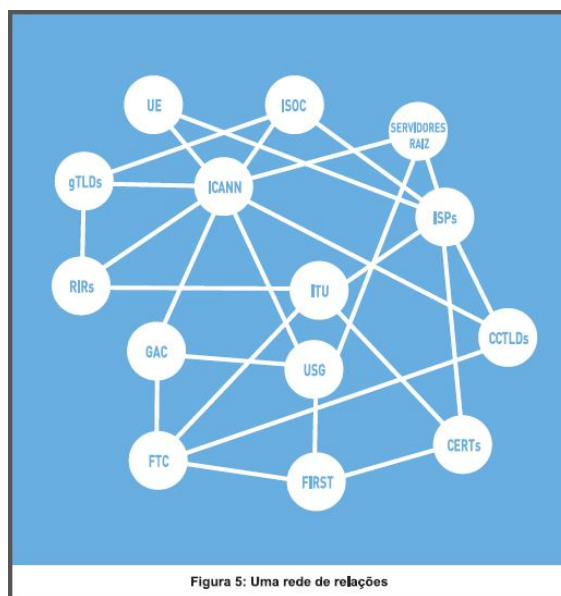 UE
ISOC
SERVIDORES
RAIZ
gTLDs
ICANN
ISPs
RIRs
ITU
CCTLDs
GAC
USG
CERTs
FTC
FIRST
Figura 5: Uma rede de relações